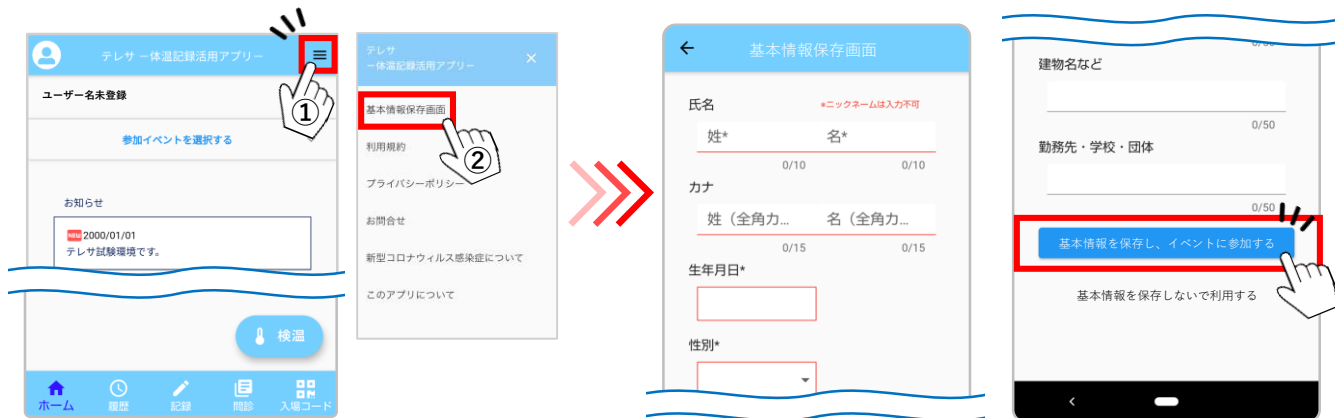 テレサ －体温記録活用アプリ－
ユーザー名未登録
参加イベントを選択する
お知らせ
NEW 2000/01/01
テレサ試験環境です。
検温
ホーム
履歴
記録
問診
入場コード
①
テレサ
－体温記録活用アプリ－
×
基本情報保存画面
利用規約
プライバシーポリシー
お問合せ
新型コロナウィルス感染症について
このアプリについて
②
基本情報保存画面
氏名
*ニックネームは入力不可
姓* 名*
0/10 0/10
カナ
姓（全角カ... 名（全角カ...
0/15 0/15
生年月日*
性別*
建物名など
0/50
勤務先・学校・団体
0/50
基本情報を保存し、イベントに参加する
基本情報を保存しないで利用する